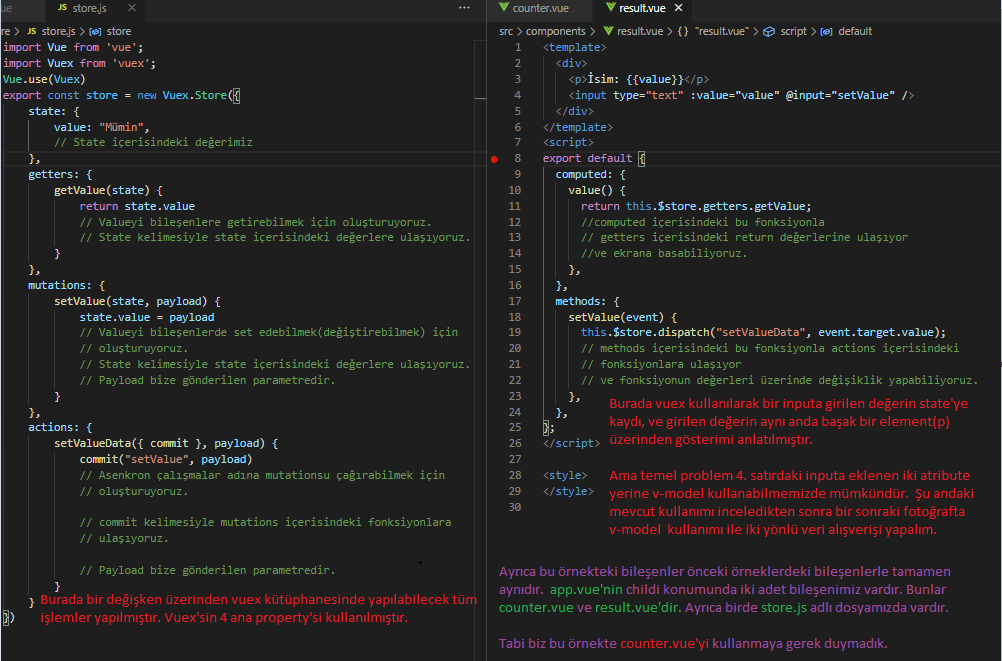 ue
JS store.js ×
···
re > JS store.js > store
import Vue from 'vue';
import Vuex from 'vuex';
Vue.use(Vuex)
export const store = new Vuex.Store({
state: {
value: "Mümin",
// State içerisindeki değerimiz
},
getters: {
getValue(state) {
return state.value
// Valueyi bileşenlere getirebilmek için oluşturuyoruz.
// State kelimesiyle state içerisindeki değerlere ulaşıyoruz.
}
},
mutations: {
setValue(state, payload) {
state.value = payload
// Valueyi bileşenlerde set edebilmek(değiştirebilmek) için
// oluşturuyoruz.
// State kelimesiyle state içerisindeki değerlere ulaşıyoruz.
// Payload bize gönderilen parametredir.
}
},
actions: {
setValueData({ commit }, payload) {
commit("setValue", payload)
// Asenkron çalışmalar adına mutationsu çağırabilmek için
// oluşturuyoruz.
// commit kelimesiyle mutations içerisindeki fonksiyonlara
// ulaşıyoruz.
// Payload bize gönderilen parametredir.
}
}
})
Burada bir değişken üzerinden vuex kütüphanesinde yapılabilecek tüm
işlemler yapılmıştır. Vuex'sin 4 ana property'si kullanılmıştır.
counter.vue
result.vue ×
src > components > result.vue > {} "result.vue" > script > default
1 <template>
2 <div>
3 <p>İsim: {{value}}</p>
4 <input type="text" :value="value" @input="setValue" />
5 </div>
6 </template>
7 <script>
8 export default {
9 computed: {
10 value() {
11 return this.$store.getters.getValue;
12 //computed içerisindeki bu fonksiyonla
13 // getters içerisindeki return değerlerine ulaşıyor
14 //ve ekrana basabiliyoruz.
15 },
16 },
17 methods: {
18 setValue(event) {
19 this.$store.dispatch("setValueData", event.target.value);
20 // methods içerisindeki bu fonksiyonla actions içerisindeki
21 // fonksiyonlara ulaşıyor
22 // ve fonksiyonun değerleri üzerinde değişiklik yapabiliyoruz.
23 },
24 },
25 };
26 </script>
27
28 <style>
29 </style>
30
Burada vuex kullanılarak bir inputa girilen değerin state'ye
kaydı, ve girilen değerin aynı anda başak bir element(p)
üzerinden gösterimi anlatılmıştır.
Ama temel problem 4. satırdaki inputa eklenen iki atribute
yerine v-model kullanabilmemizde mümkündür. Şu andaki
mevcut kullanımı inceledikten sonra bir sonraki fotoğrafta
v-model kullanımı ile iki yönlü veri alışverişi yapalım.
Ayrıca bu örnekteki bileşenler önceki örneklerdeki bileşenlerle tamamen
aynıdır. app.vue'nin childi konumunda iki adet bileşenimiz vardır. Bunlar
counter.vue ve result.vue'dir. Ayrıca birde store.js adlı dosyamızda vardır.
Tabi biz bu örnekte counter.vue'yi kullanmaya gerek duymadık.